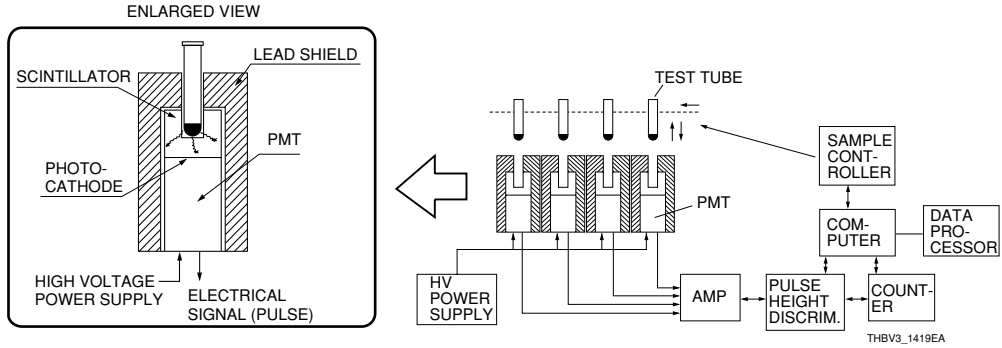 ENLARGED VIEW
LEAD SHIELD
SCINTILLATOR
PMT
PHOTO-
CATHODE
HIGH VOLTAGE
POWER SUPPLY
ELECTRICAL
SIGNAL (PULSE)
TEST TUBE
PMT
HV
POWER
SUPPLY
AMP
PULSE
HEIGHT
DISCRIM.
COUNT-
ER
COM-
PUTER
SAMPLE
CONT-
ROLLER
DATA
PRO-
CESSOR
THBV3_1419EA